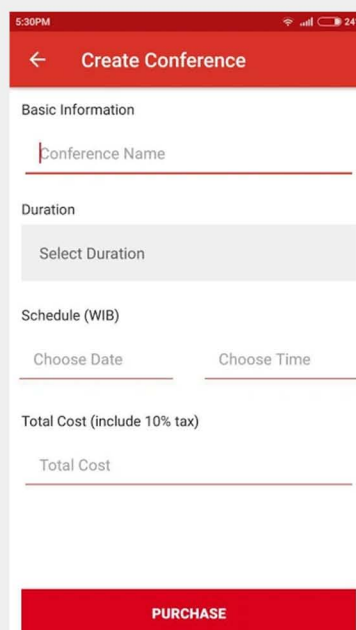 5:30PM 24
Create Conference
Basic Information
Conference Name
Duration
Select Duration
Schedule (WIB)
Choose Date Choose Time
Total Cost (include 10% tax)
Total Cost
PURCHASE